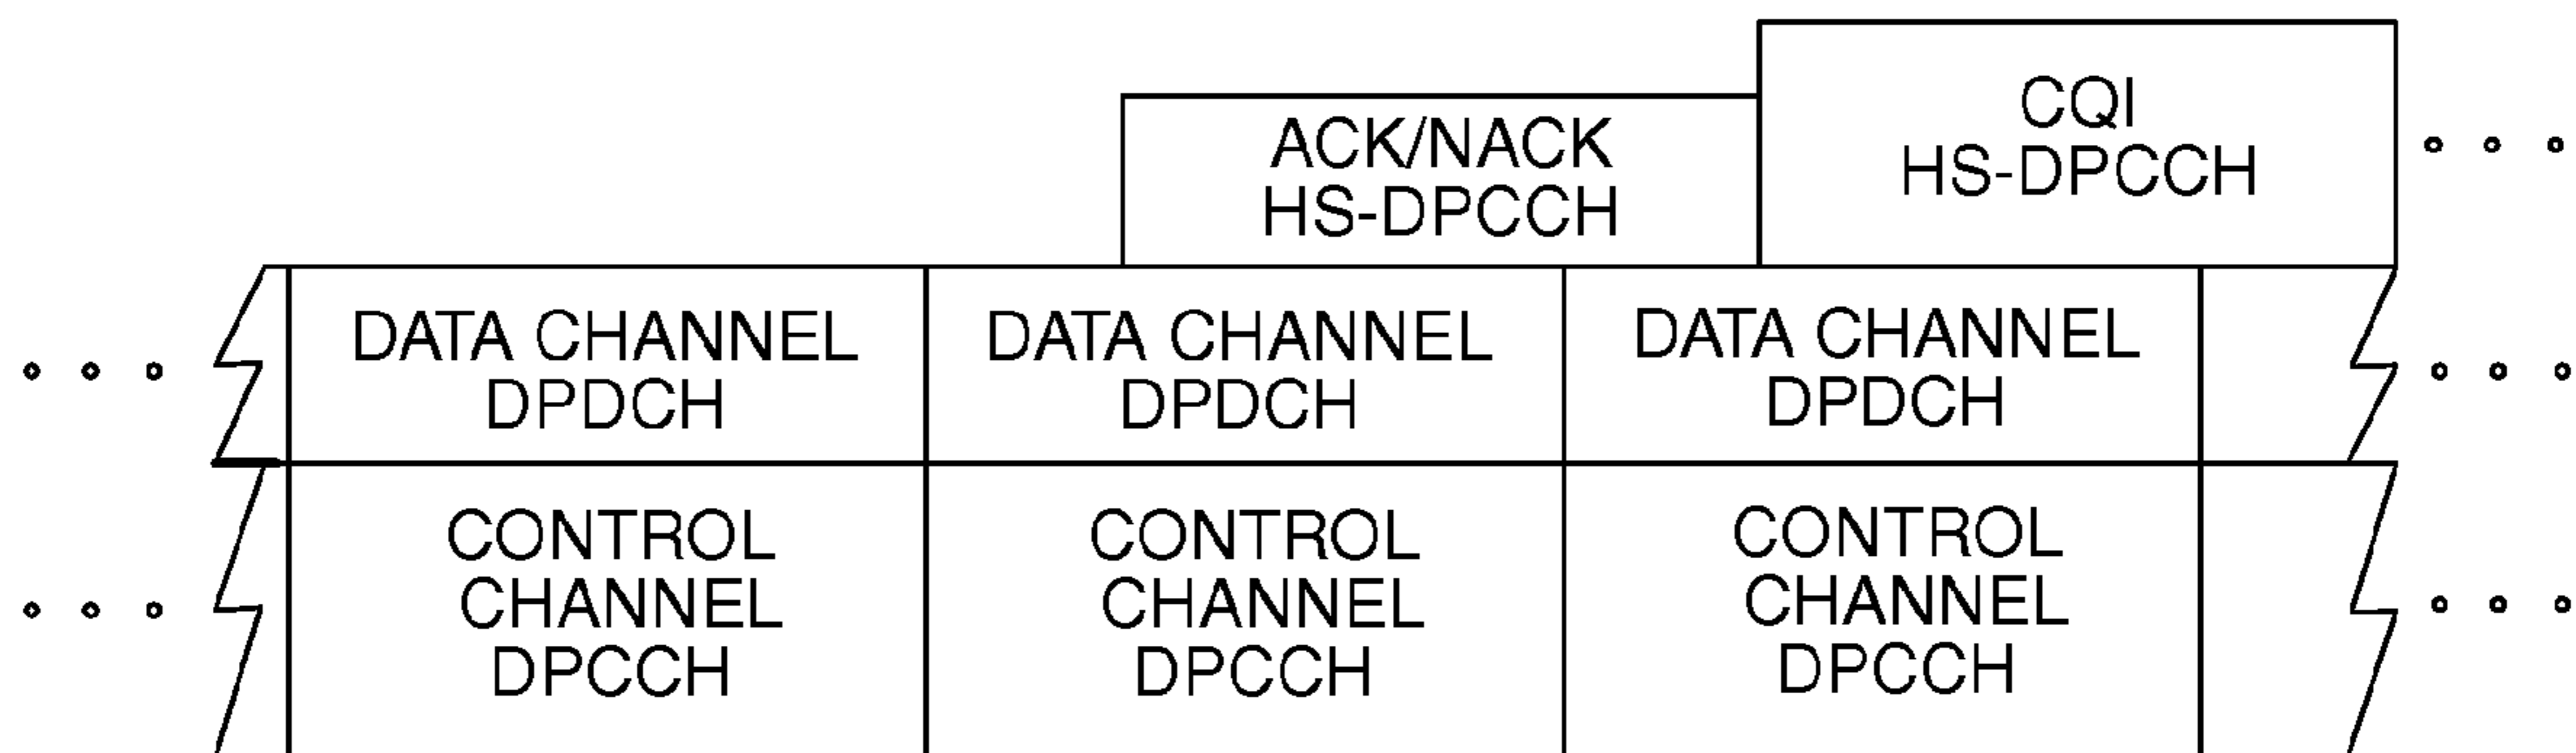 CQI
HS-DPCCH
ACK/NACK
HS-DPCCH
DATA CHANNEL
DPDCH
DATA CHANNEL
DPDCH
DATA CHANNEL
DPDCH
CONTROL
CHANNEL
DPCCH
CONTROL
CHANNEL
DPCCH
CONTROL
CHANNEL
DPCCH